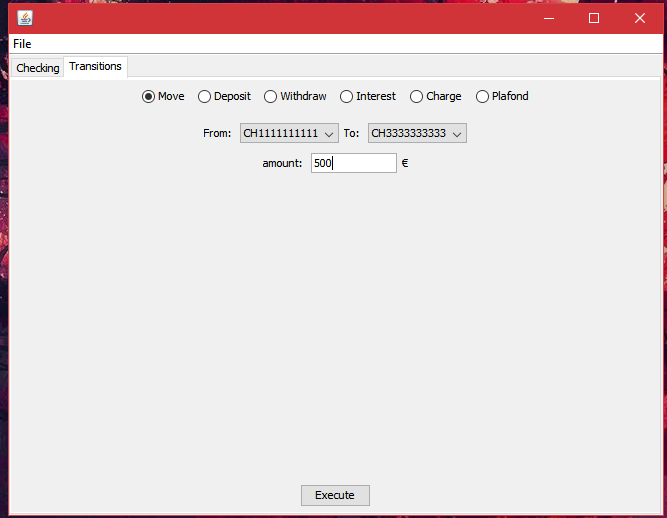 File
Checking Transitions
Move Deposit Withdraw Interest Charge Plafond
From: CH1111111111 To: CH3333333333
amount: 500 €
Execute